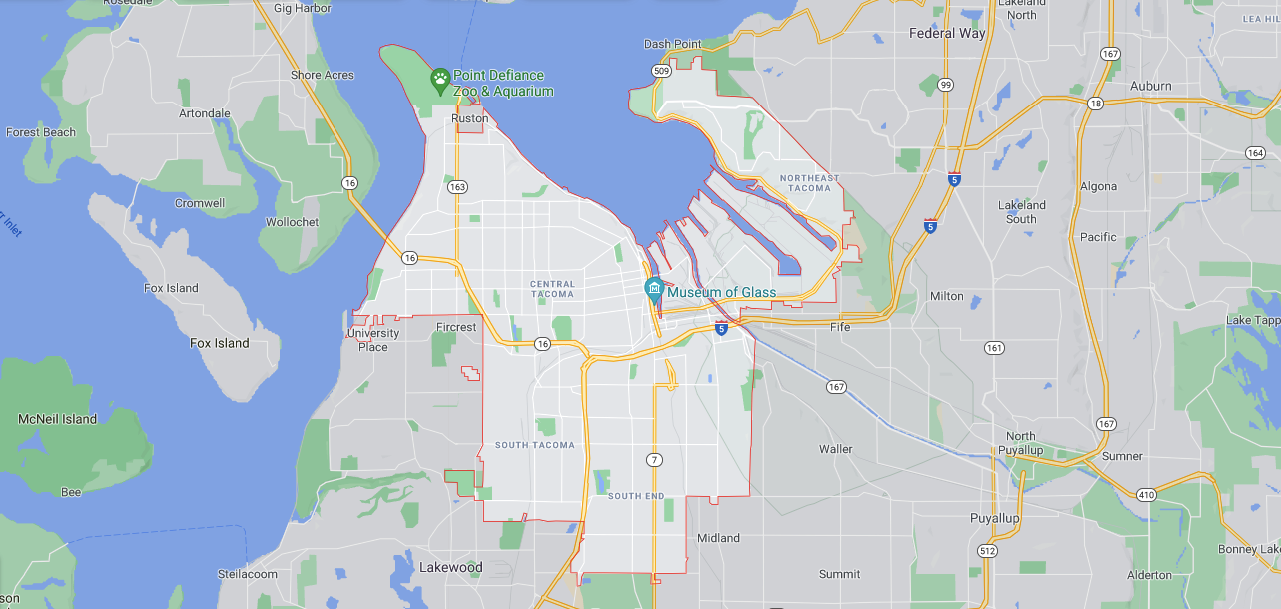 Rosedale
Gig Harbor
Lakeland
North
LEA HIL
Dash Point
Federal Way
167
509
Shore Acres
Point Defiance
Zoo & Aquarium
99
Auburn
18
Artondale
Ruston
Forest Beach
164
16
163
NORTHEAST
TACOMA
5
Algona
Cromwell
Lakeland
South
Wollochet
5
r Inlet
Pacific
16
Fox Island
CENTRAL
TACOMA
Museum of Glass
Milton
Lake Tapp
University
Place
Fircrest
5
Fife
Fox Island
16
161
167
McNeil Island
167
SOUTH TACOMA
Waller
North
Puyallup
Sumner
7
Bee
SOUTH END
410
Puyallup
Midland
512
Bonney Lake
Lakewood
Steilacoom
Summit
Alderton
son